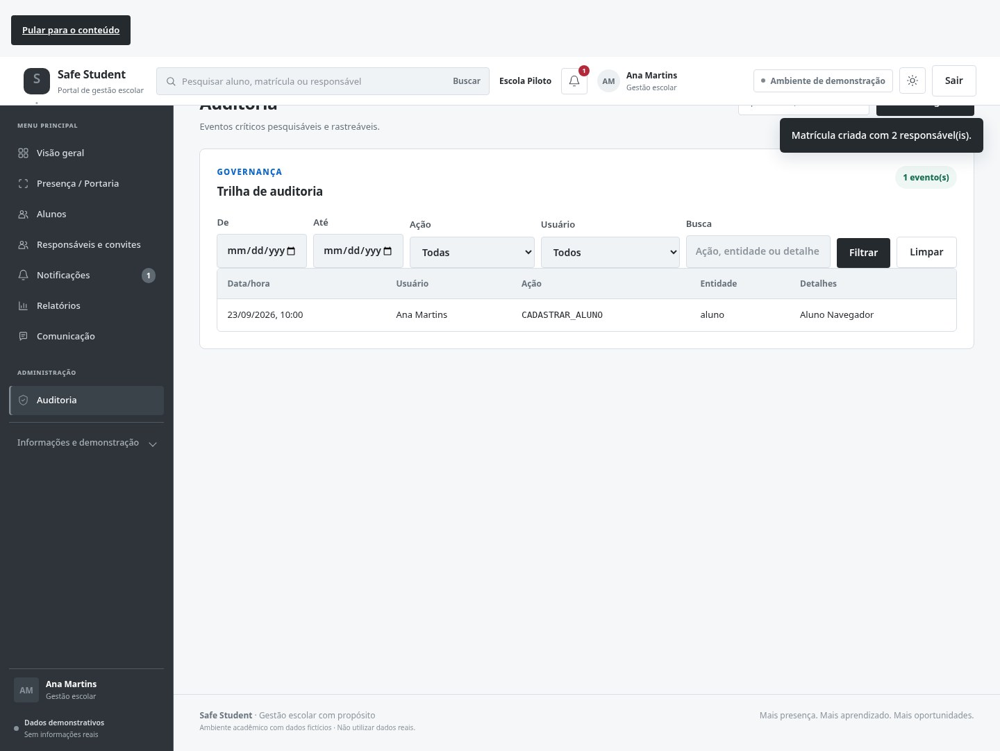 Pular para o conteúdo
S
Safe Student
Portal de gestão escolar
Pesquisar aluno, matrícula ou responsável
Buscar
Escola Piloto
1
AM
Ana Martins
Gestão escolar
Ambiente de demonstração
Sair
MENU PRINCIPAL
Visão geral
Presença / Portaria
Alunos
Responsáveis e convites
Notificações
1
Relatórios
Comunicação
ADMINISTRAÇÃO
Auditoria
Informações e demonstração
AM
Ana Martins
Gestão escolar
Dados demonstrativos
Sem informações reais
Auditoria
Eventos críticos pesquisáveis e rastreáveis.
Matrícula criada com 2 responsável(is).
GOVERNANÇA
Trilha de auditoria
1 evento(s)
De
Até
Ação
Usuário
Busca
mm/dd/yyy
mm/dd/yyy
Todas
Todos
Ação, entidade ou detalhe
Filtrar
Limpar
Data/hora
Usuário
Ação
Entidade
Detalhes
23/09/2026, 10:00
Ana Martins
CADASTRAR_ALUNO
aluno
Aluno Navegador
Safe Student · Gestão escolar com propósito
Ambiente acadêmico com dados fictícios · Não utilizar dados reais.
Mais presença. Mais aprendizado. Mais oportunidades.